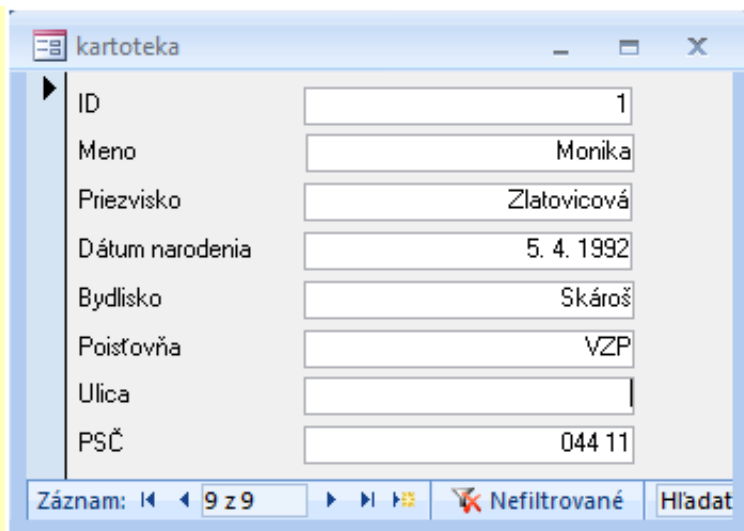 kartoteka
ID 1
Meno Monika
Priezvisko Zlatovicová
Dátum narodenia 5. 4. 1992
Bydlisko Skároš
Poisťovňa VZP
Ulica
PSČ 044 11
Záznam: 9 z 9 Nefiltrované Hľadat